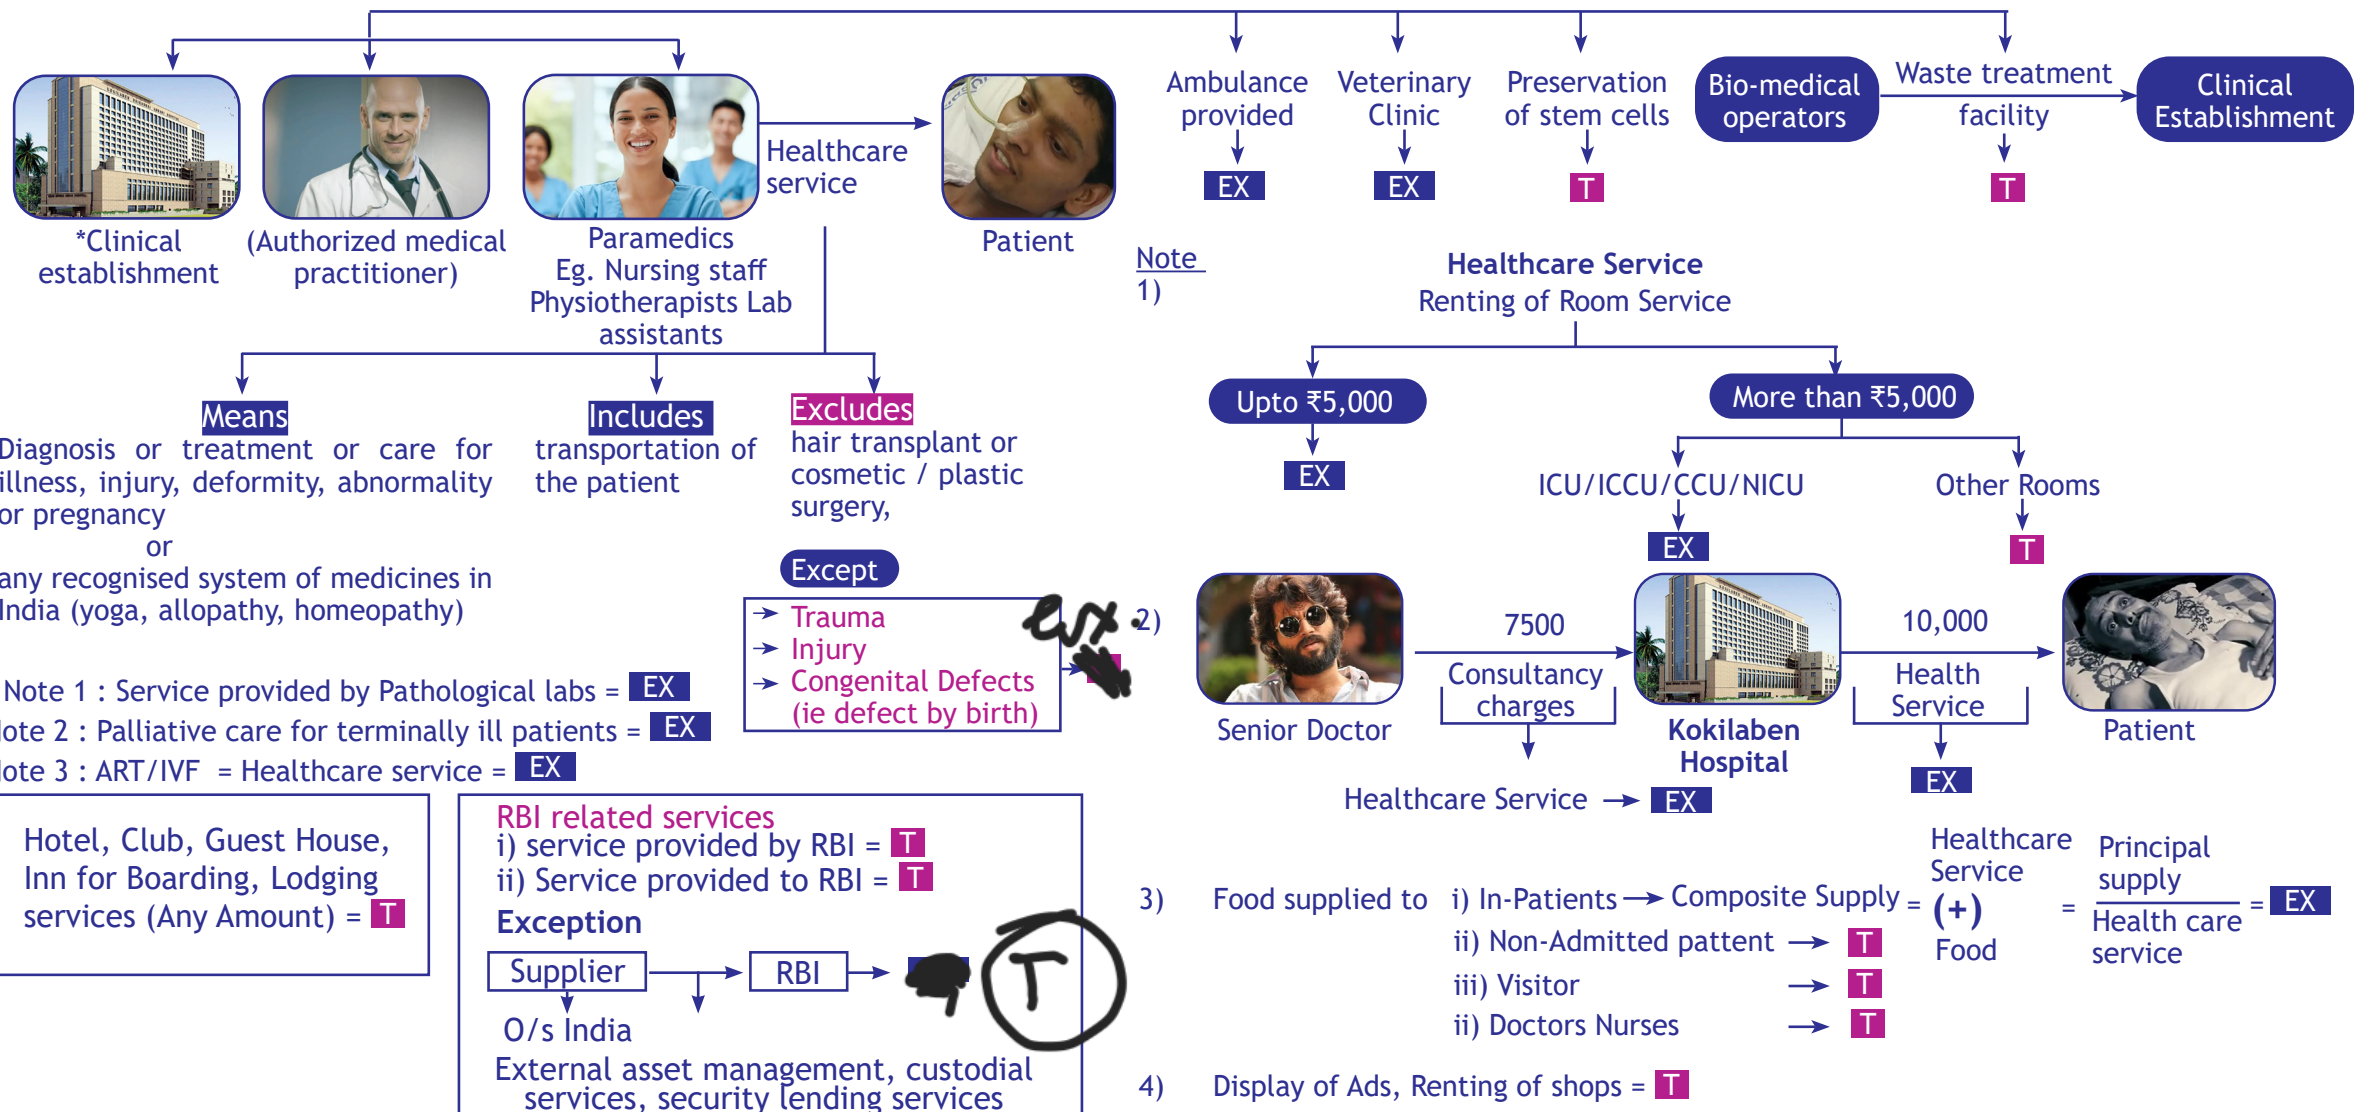 Ambulance
provided
EX
Veterinary
Clinic
EX
Preservation
of stem cells
T
Bio-medical
operators
Waste treatment
facility
T
Clinical
Establishment
Healthcare
service
*Clinical
establishment
(Authorized medical
practitioner)
Paramedics
Eg. Nursing staff
Physiotherapists Lab
assistants
Patient
Means
Diagnosis or treatment or care for
illness, injury, deformity, abnormality
or pregnancy
or
any recognised system of medicines in
India (yoga, allopathy, homeopathy)
Includes
transportation of
the patient
Excludes
hair transplant or
cosmetic / plastic
surgery,
Except
Trauma
Injury
Congenital Defects
(ie defect by birth)
ex.
Note 1 : Service provided by Pathological labs = EX
ote 2 : Palliative care for terminally ill patients = EX
ote 3 : ART/IVF = Healthcare service = EX
Hotel, Club, Guest House,
Inn for Boarding, Lodging
services (Any Amount) = T
RBI related services
i) service provided by RBI = T
ii) Service provided to RBI = T
Exception
Supplier
RBI
T
O/s India
External asset management, custodial
services, security lending services
Note
1)
Healthcare Service
Renting of Room Service
Upto ₹5,000
EX
More than ₹5,000
ICU/ICCU/CCU/NICU
EX
Other Rooms
T
2)
Senior Doctor
7500
Consultancy
charges
Healthcare Service EX
Kokilaben
Hospital
10,000
Health
Service
EX
Patient
3) Food supplied to i) In-Patients Composite Supply = Healthcare
Service
(+)
Food
= Principal
supply
Health care
service
= EX
ii) Non-Admitted pattent T
iii) Visitor T
ii) Doctors Nurses T
4) Display of Ads, Renting of shops = T